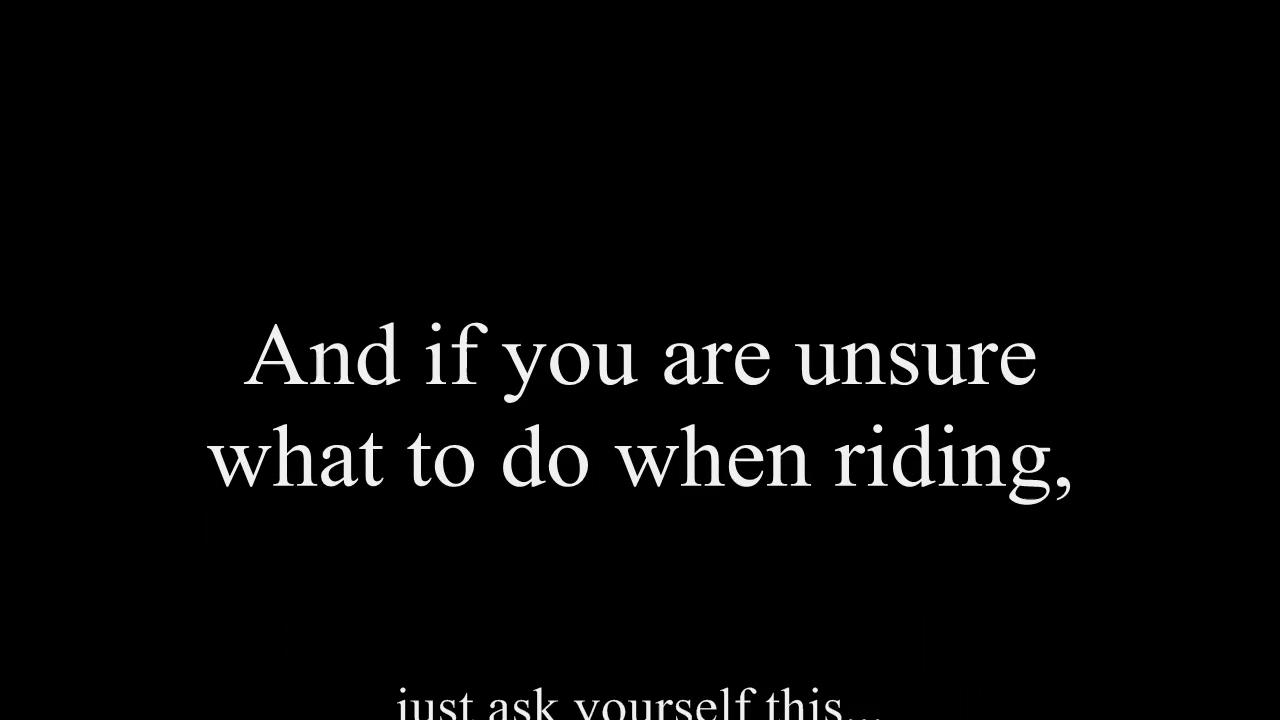 And if you are unsure
what to do when riding,
just ask yourself this...